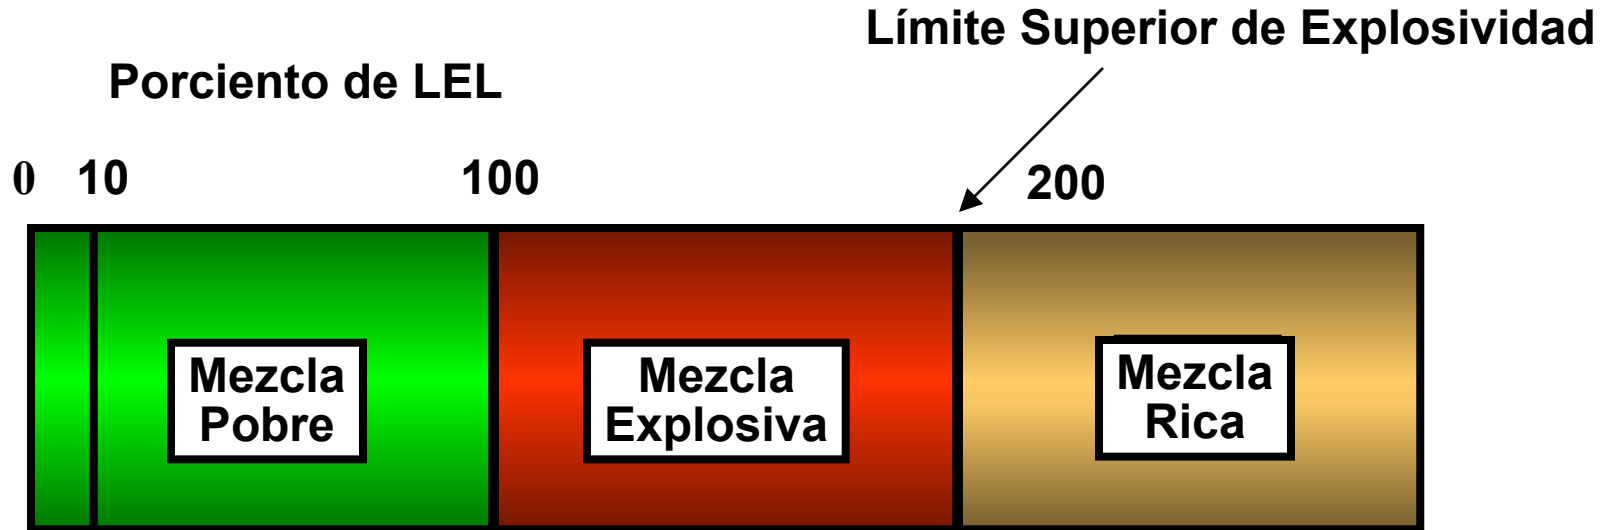 Límite Superior de Explosividad
Porciento de LEL
0 10 100 200
Mezcla
Pobre
Mezcla
Explosiva
Mezcla
Rica